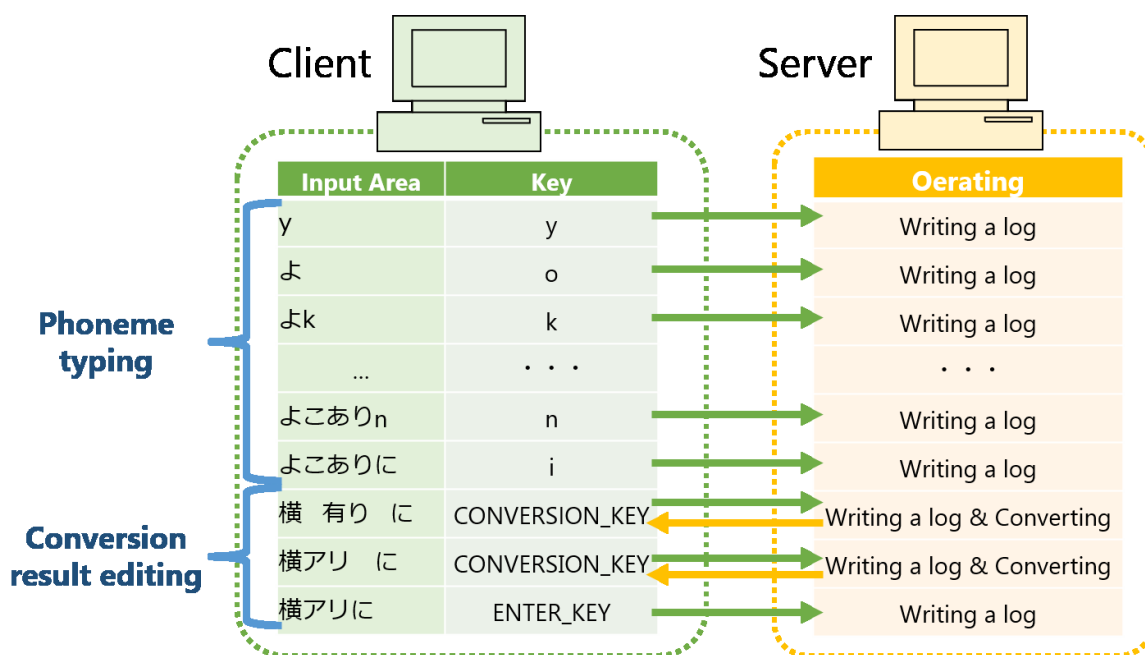 Client
Server
Input Area Key
Oerating
y y
Writing a log
よ o
Writing a log
よk k
Writing a log
... ・・・
・・・
よこありn n
Writing a log
よこありに i
Writing a log
横 有り に CONVERSION_KEY
Writing a log & Converting
横アリ に CONVERSION_KEY
Writing a log & Converting
横アリに ENTER_KEY
Writing a log
Phoneme
typing
Conversion
result editing